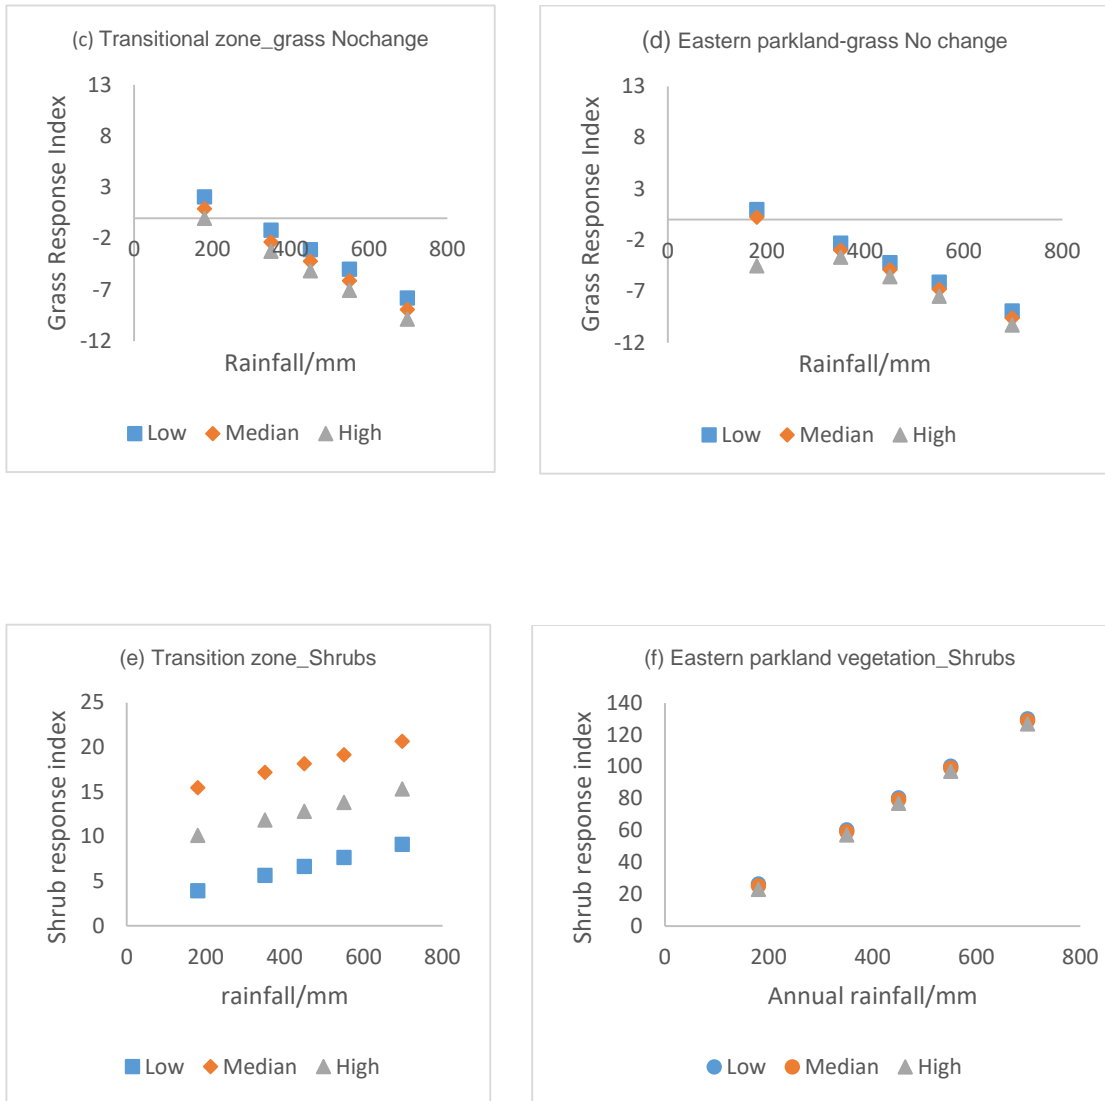 (c) Transitional zone_grass Nochange
13
8
3
-2
-7
-12
0 200 400 600 800
Grass Response Index
Rainfall/mm
Low Median High
(d) Eastern parkland-grass No change
13
8
3
-2
-7
-12
0 200 400 600 800
Grass Response Index
Rainfall/mm
Low Median High
(e) Transition zone_Shrubs
25
20
15
10
5
0
0 200 400 600 800
Shrub response index
rainfall/mm
Low Median High
(f) Eastern parkland vegetation_Shrubs
140
120
100
80
60
40
20
0
0 200 400 600 800
Shrub response index
Annual rainfall/mm
Low Median High